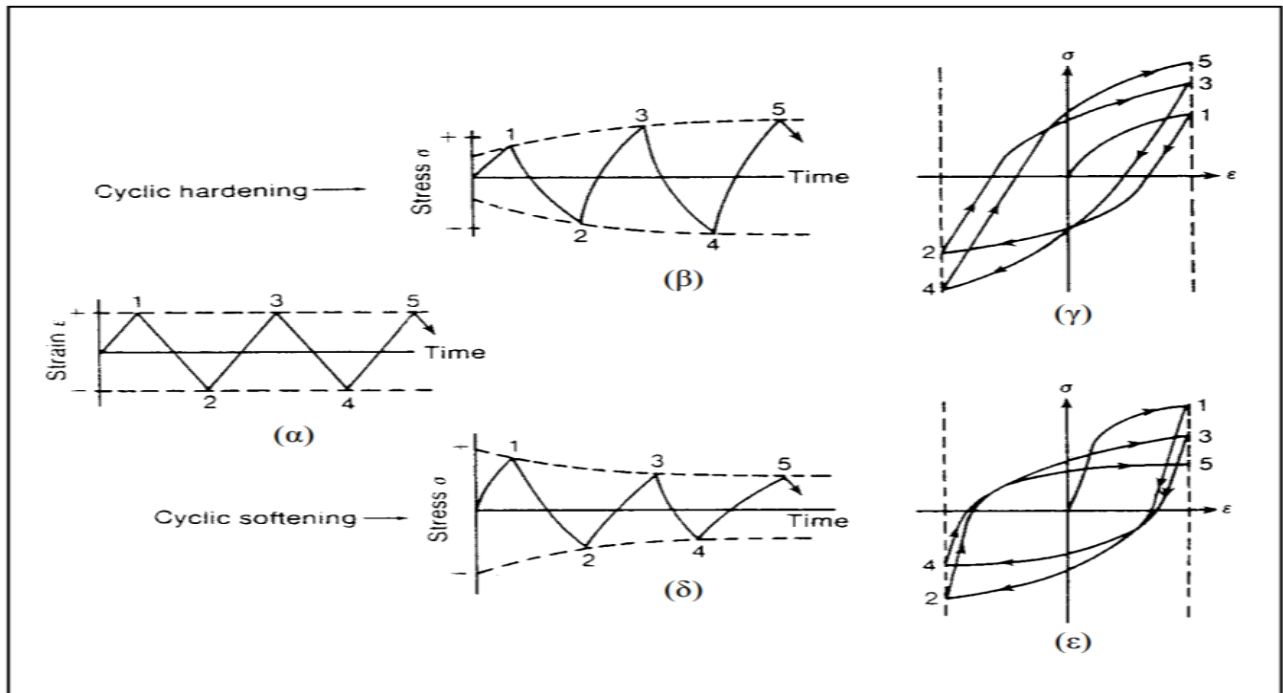 σ
5
3
1
ε
2
4
(γ)
Cyclic hardening
Stress σ
+
−
1
3
5
Time
2
4
(β)
Strain ε
+
−
1
3
5
Time
2
4
(α)
Cyclic softening
Stress σ
+
−
1
3
5
Time
2
4
(δ)
σ
1
3
5
ε
4
2
(ε)